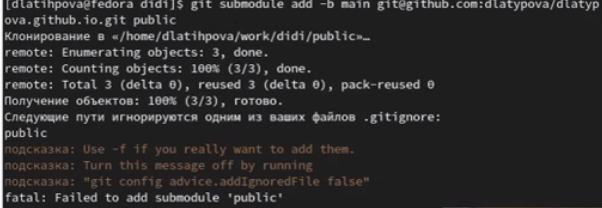 [dlatihpova@fedora didi]$ git submodule add -b main git@github.com:dlatypova/dlatyp
ova.github.io.git public
Клонирование в «/home/dlatihpova/work/didi/public»…
remote: Enumerating objects: 3, done.
remote: Counting objects: 100% (3/3), done.
remote: Total 3 (delta 0), reused 3 (delta 0), pack-reused 0
Получение объектов: 100% (3/3), готово.
Следующие пути игнорируются одним из ваших файлов .gitignore:
public
подсказка: Use -f if you really want to add them.
подсказка: Turn this message off by running
подсказка: "git config advice.addIgnoredFile false"
fatal: Failed to add submodule 'public'